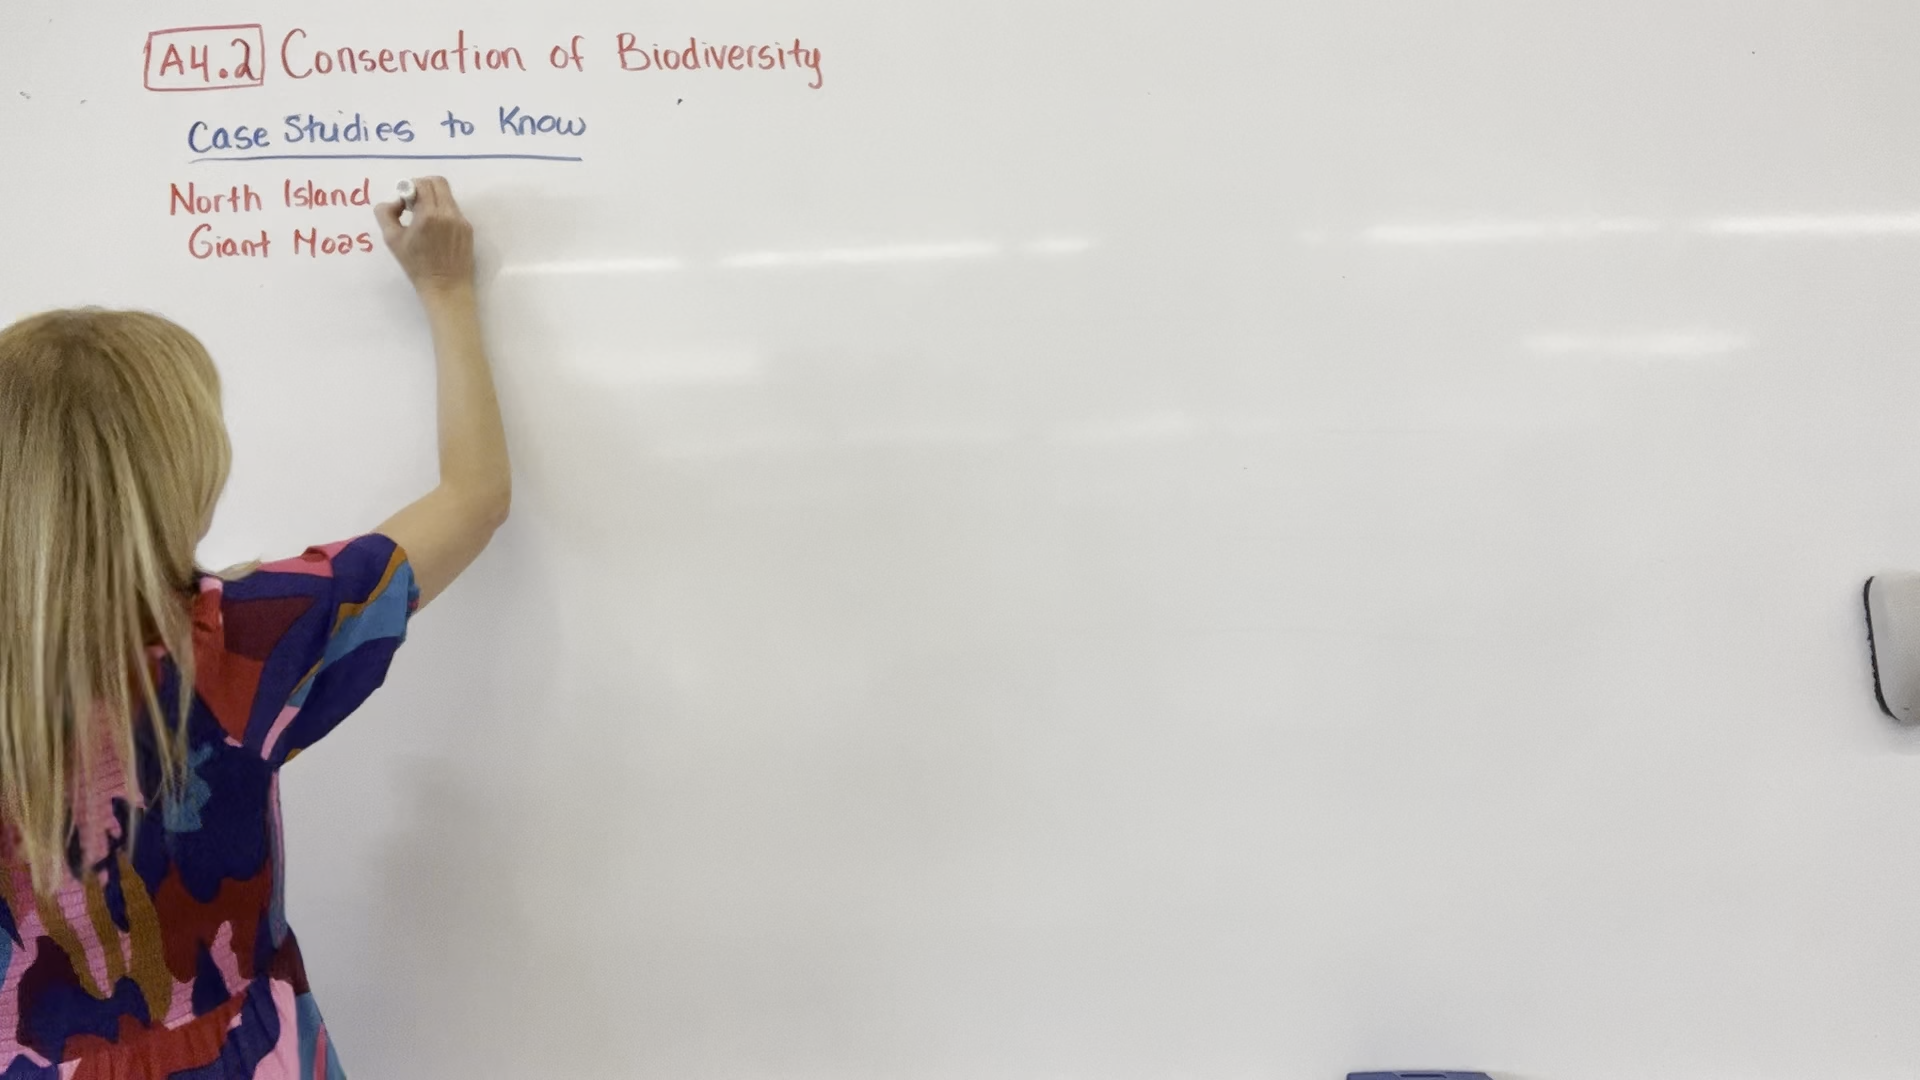 A4.2 Conservation of Biodiversity
Case Studies to Know
North Island
Giant Moas